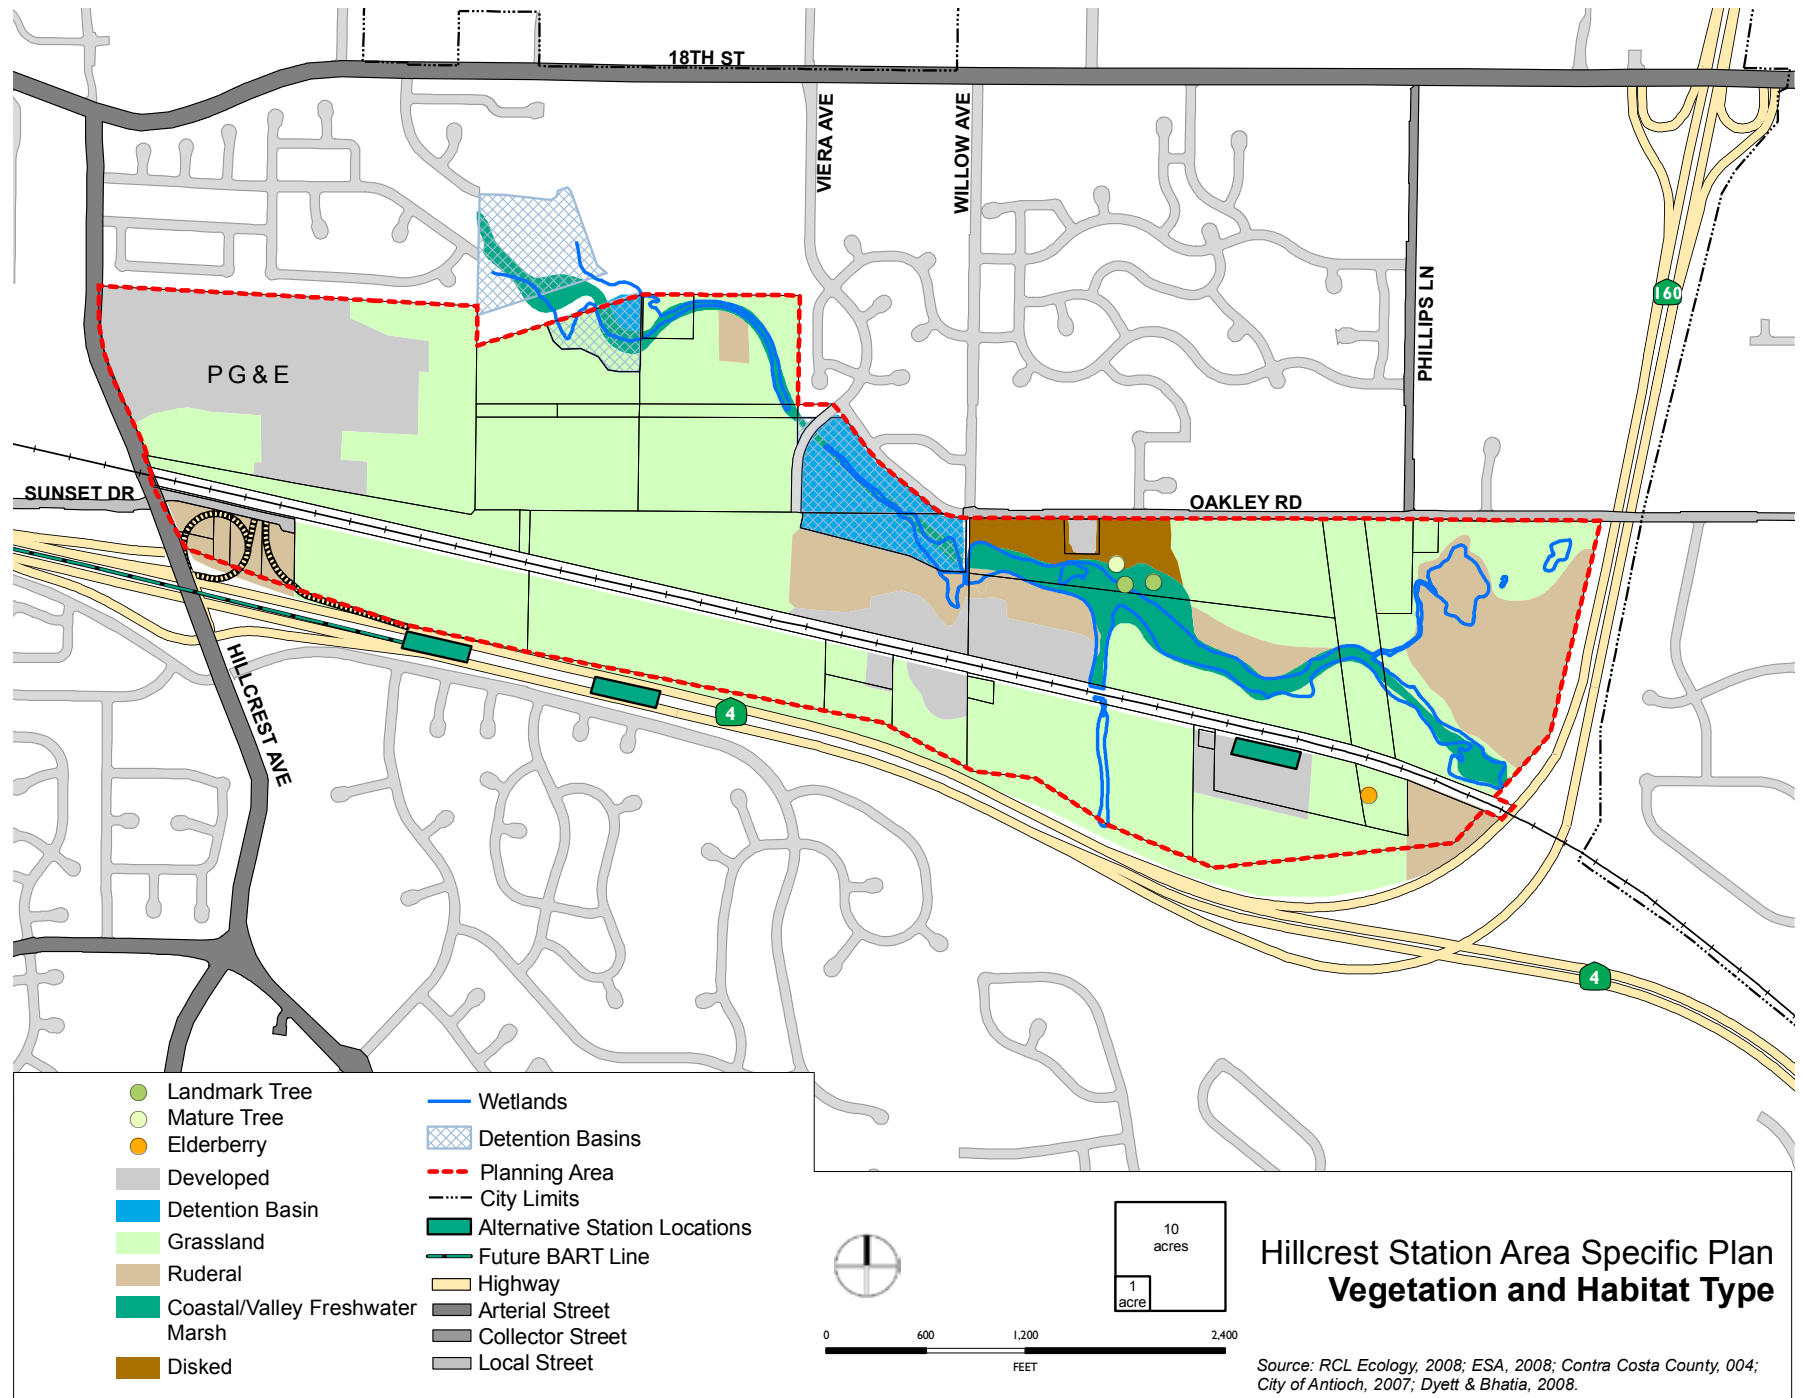 18TH ST
VIERA AVE
WILLOW AVE
PHILLIPS LN
160
PG&E
SUNSET DR
OAKLEY RD
HILLCREST AVE
4
4
Landmark Tree
Mature Tree
Elderberry
Developed
Detention Basin
Grassland
Ruderal
Coastal/Valley Freshwater
Marsh
Disked
Wetlands
Detention Basins
Planning Area
City Limits
Alternative Station Locations
Future BART Line
Highway
Arterial Street
Collector Street
Local Street
10
acres
1
acre
0 600 1,200 2,400
FEET
Hillcrest Station Area Specific Plan
Vegetation and Habitat Type
Source: RCL Ecology, 2008; ESA, 2008; Contra Costa County, 004;
City of Antioch, 2007; Dyett & Bhatia, 2008.